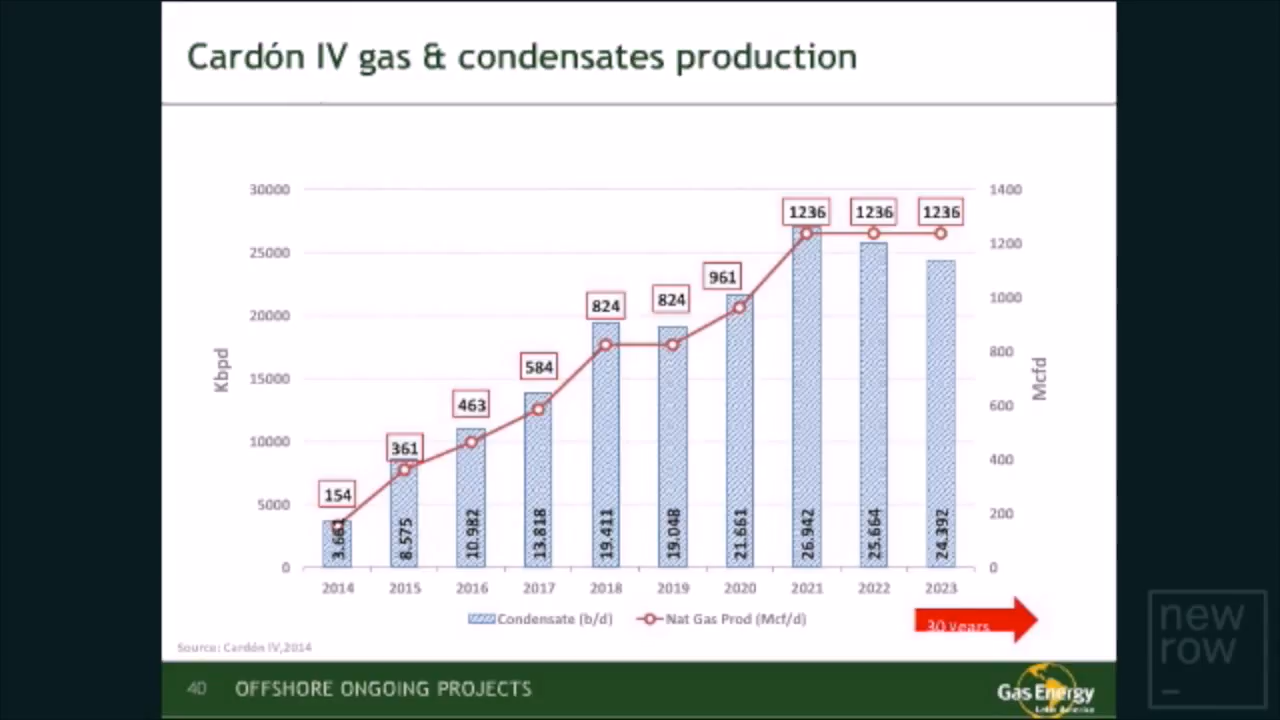 Cardón IV gas & condensates production
30000
25000
20000
15000
10000
5000
0
Kbpd
1400
1200
1000
800
600
400
200
0
Mcfd
154
361
463
584
824
824
961
1236
1236
1236
8.575
10.982
13.818
19.411
19.048
21.661
26.942
25.664
24.392
2014 2015 2016 2017 2018 2019 2020 2021 2022 2023
Condensate (b/d) Nat Gas Prod (Mcf/d)
30 years
Source: Cardón IV,2014
40 OFFSHORE ONGOING PROJECTS
Gas Energy
Latin America
new
row